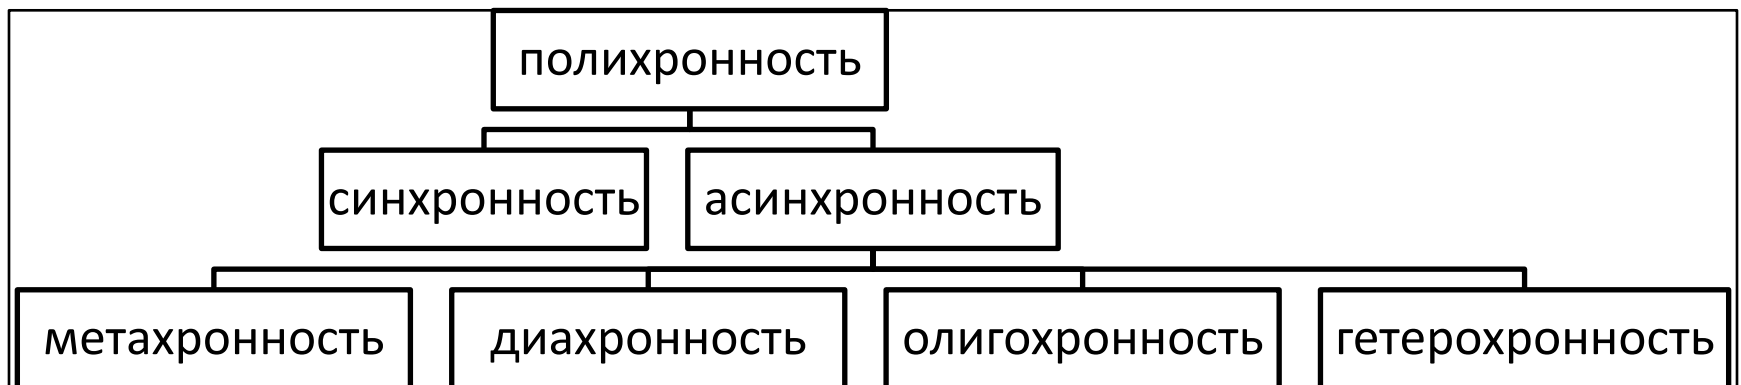 полихронность
синхронность асинхронность
метахронность диахронность олигохронность гетерохронность